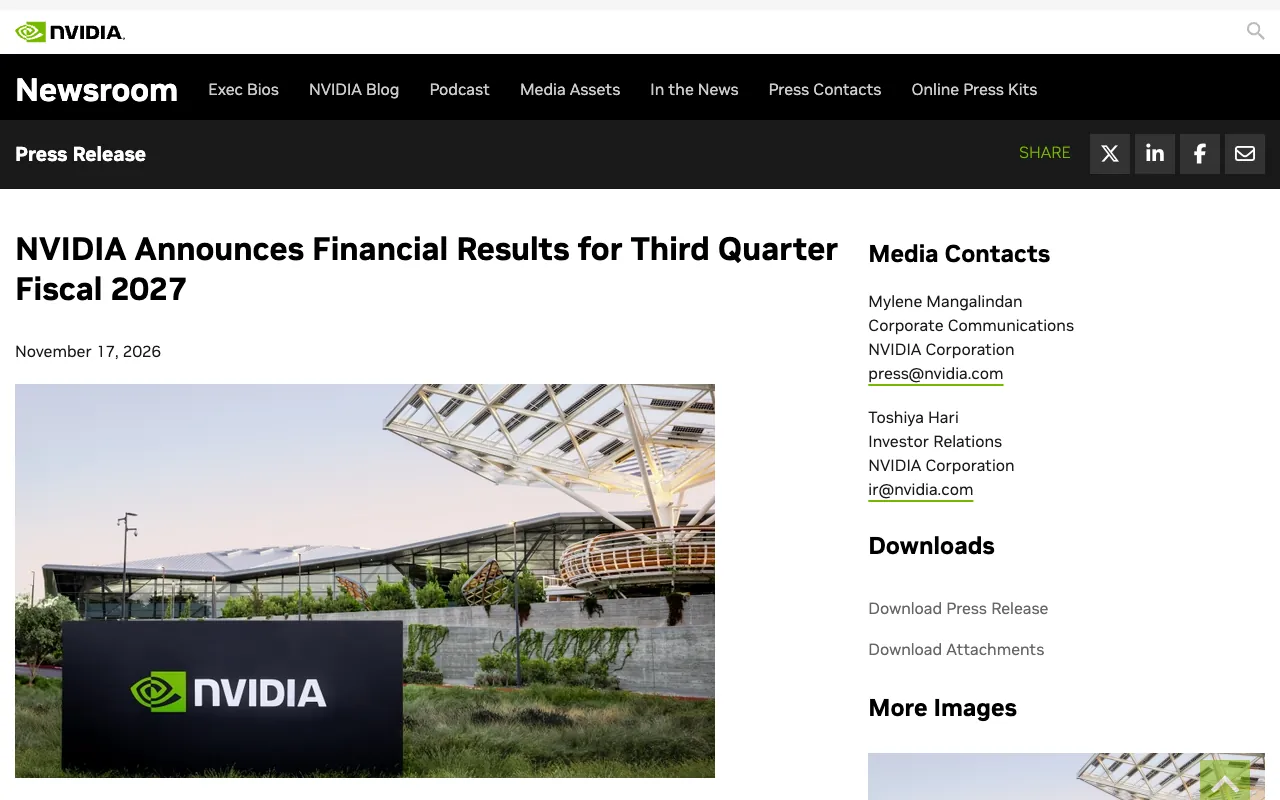 NVIDIA.
Newsroom
Exec Bios
NVIDIA Blog
Podcast
Media Assets
In the News
Press Contacts
Online Press Kits
Press Release
SHARE
NVIDIA Announces Financial Results for Third Quarter
Fiscal 2027
November 17, 2026
NVIDIA
Media Contacts
Mylene Mangalindan
Corporate Communications
NVIDIA Corporation
press@nvidia.com
Toshiya Hari
Investor Relations
NVIDIA Corporation
ir@nvidia.com
Downloads
Download Press Release
Download Attachments
More Images